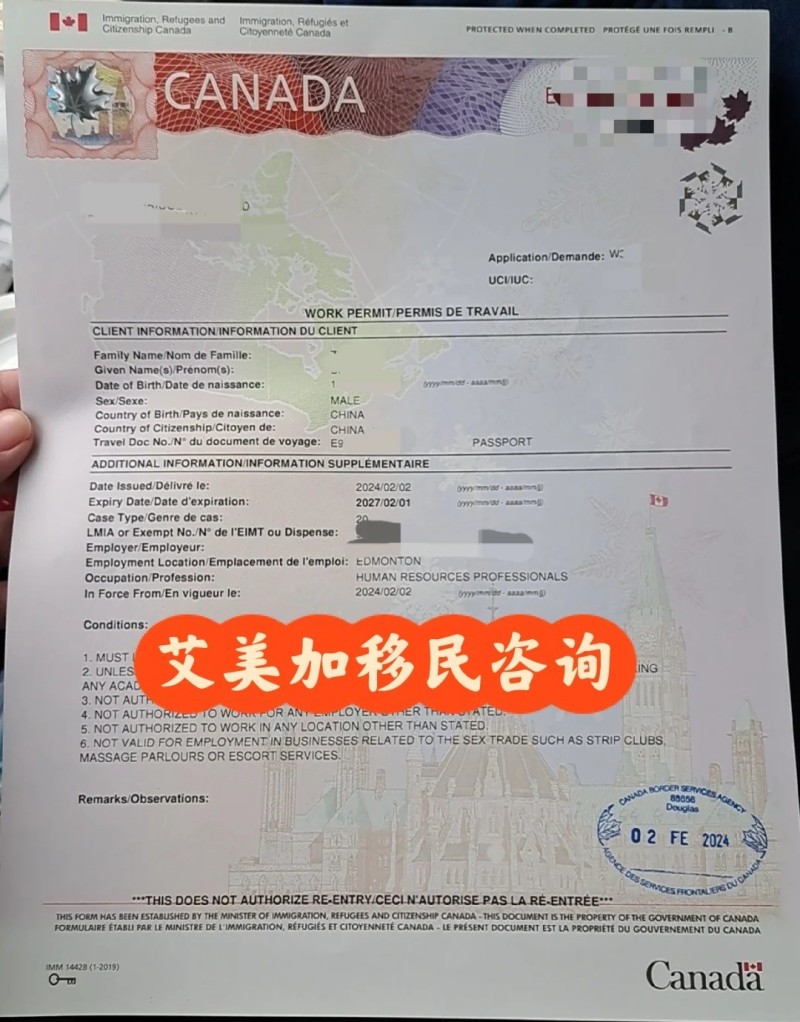 Immigration, Refugees and Citizenship Canada
Immigration, Réfugiés et Citoyenneté Canada
PROTECTED WHEN COMPLETED PROTÉGÉ UNE FOIS REMPLI - B
CANADA
Application/Demande: W
UCI/IUC:
WORK PERMIT/PERMIS DE TRAVAIL
CLIENT INFORMATION/INFORMATION DU CLIENT
Family Name/Nom de Famille:
Given Name(s)/Prénom(s):
Date of Birth/Date de naissance: 1 (yyyy/mm/dd - aaaa/mm/jj)
Sex/Sexe: MALE
Country of Birth/Pays de naissance: CHINA
Country of Citizenship/Citoyen de: CHINA
Travel Doc No./N° du document de voyage: E9 PASSPORT
ADDITIONAL INFORMATION/INFORMATION SUPPLÉMENTAIRE
Date Issued/Délivré le: 2024/02/02 (yyyy/mm/dd - aaaa/mm/jj)
Expiry Date/Date d'expiration: 2027/02/01 (yyyy/mm/dd - aaaa/mm/jj)
Case Type/Genre de cas: 20
LMIA or Exempt No./N° de l'EIMT ou Dispense:
Employer/Employeur:
Employment Location/Emplacement de l'emploi: EDMONTON
Occupation/Profession: HUMAN RESOURCES PROFESSIONALS
In Force From/En vigueur le: 2024/02/02 (yyyy/mm/dd - aaaa/mm/jj)
Conditions:
艾美加移民咨询
1. MUST
2. UNLES
ANY ACAD
3. NOT AUTH
4. NOT AUTHORIZED TO WORK FOR ANY EMPLOYER OTHER THAN STATED.
5. NOT AUTHORIZED TO WORK IN ANY LOCATION OTHER THAN STATED.
6. NOT VALID FOR EMPLOYMENT IN BUSINESSES RELATED TO THE SEX TRADE SUCH AS STRIP CLUBS,
MASSAGE PARLOURS OR ESCORT SERVICES.
Remarks/Observations:
CANADA BORDER SERVICES AGENCY
Douglas
02 FE 2024
AGENCE DES SERVICES FRONTALIERS DU CANADA
***THIS DOES NOT AUTHORIZE RE-ENTRY/CECI N'AUTORISE PAS LA RÉ-ENTRÉE***
THIS FORM HAS BEEN ESTABLISHED BY THE MINISTER OF IMMIGRATION, REFUGEES AND CITIZENSHIP CANADA - THIS DOCUMENT IS THE PROPERTY OF THE GOVERNMENT OF CANADA
FORMULAIRE ÉTABLI PAR LE MINISTRE DE L'IMMIGRATION, RÉFUGIÉS ET CITOYENNETÉ CANADA - LE PRÉSENT DOCUMENT EST LA PROPRIÉTÉ DU GOUVERNEMENT DU CANADA
IMM 1442B (1-2019)
Canada